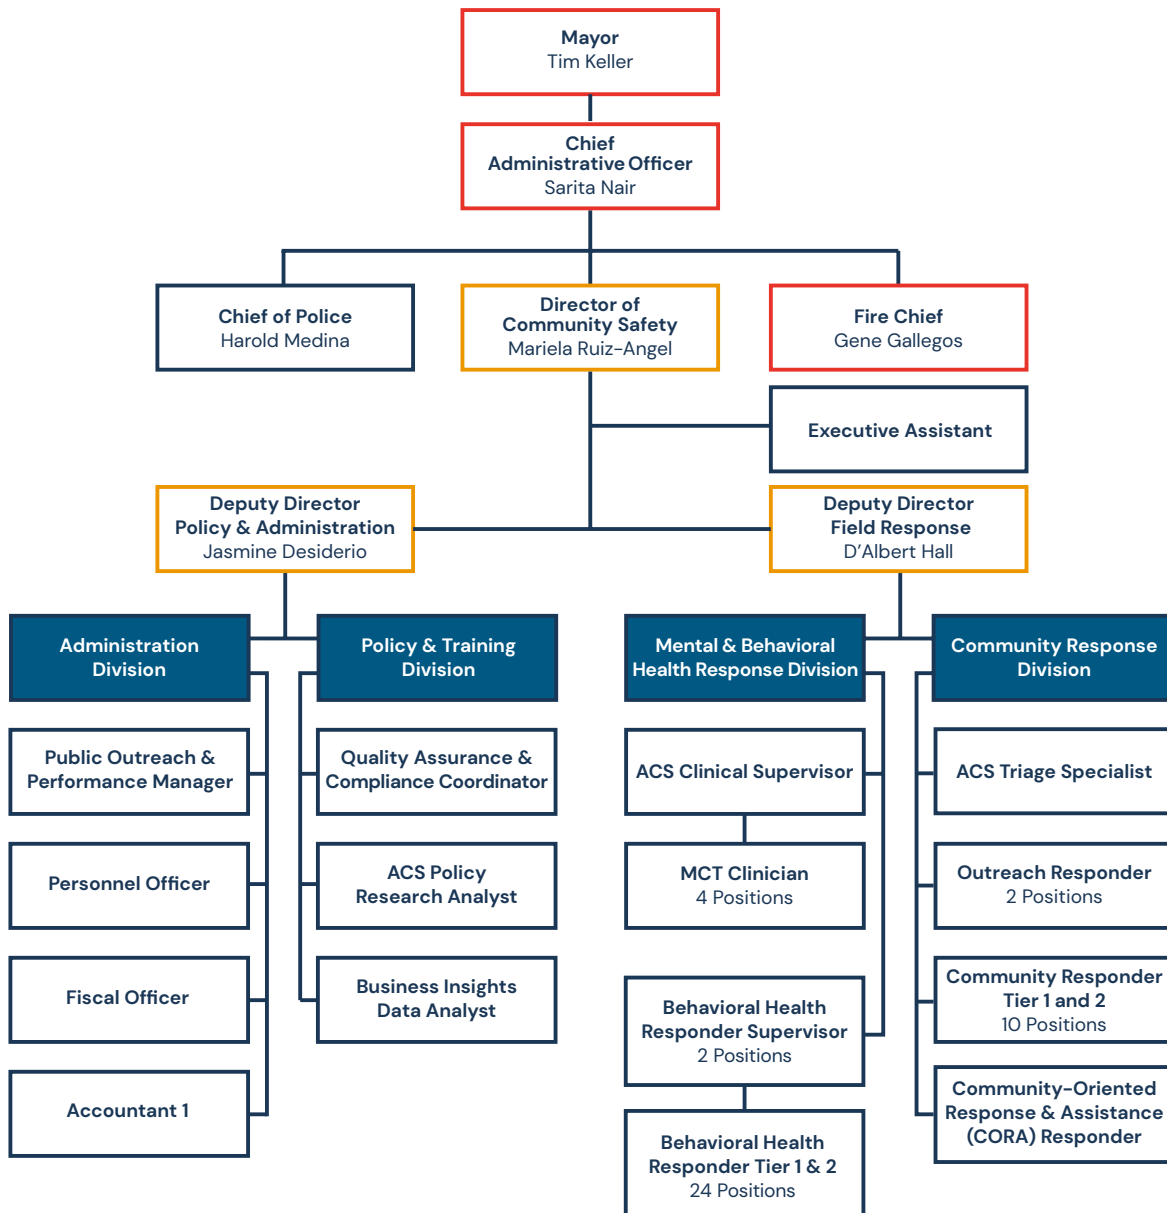 Mayor
Tim Keller
Chief
Administrative Officer
Sarita Nair
Chief of Police
Harold Medina
Director of
Community Safety
Mariela Ruiz-Angel
Fire Chief
Gene Gallegos
Executive Assistant
Deputy Director
Policy & Administration
Jasmine Desiderio
Deputy Director
Field Response
D’Albert Hall
Administration
Division
Policy & Training
Division
Mental & Behavioral
Health Response Division
Community Response
Division
Public Outreach &
Performance Manager
Quality Assurance &
Compliance Coordinator
ACS Clinical Supervisor
ACS Triage Specialist
Personnel Officer
ACS Policy
Research Analyst
MCT Clinician
4 Positions
Outreach Responder
2 Positions
Fiscal Officer
Business Insights
Data Analyst
Behavioral Health
Responder Supervisor
2 Positions
Community Responder
Tier 1 and 2
10 Positions
Accountant 1
Behavioral Health
Responder Tier 1 & 2
24 Positions
Community-Oriented
Response & Assistance
(CORA) Responder